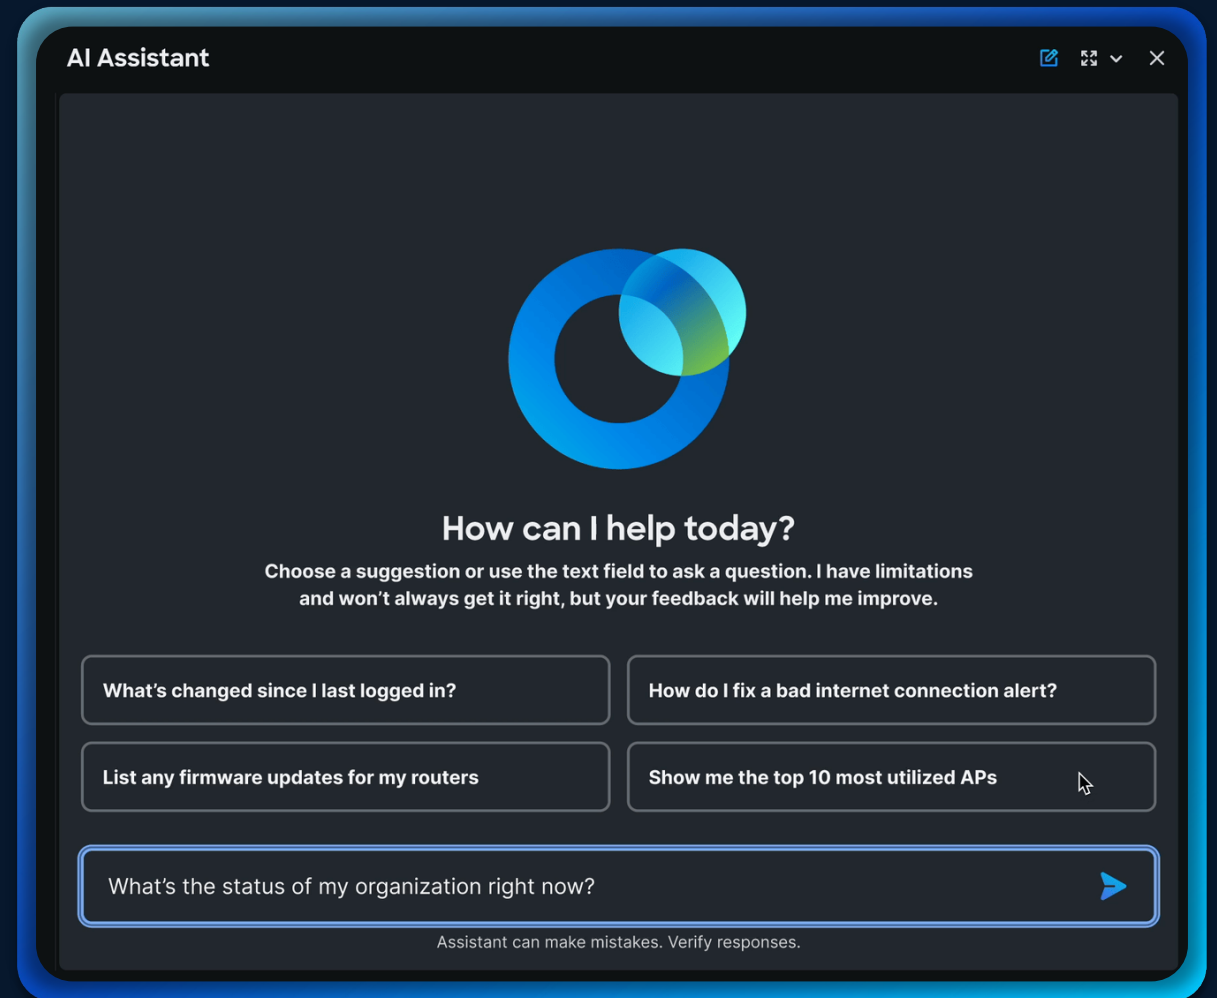 AI Assistant
How can I help today?
Choose a suggestion or use the text field to ask a question. I have limitations
and won’t always get it right, but your feedback will help me improve.
What’s changed since I last logged in?
How do I fix a bad internet connection alert?
List any firmware updates for my routers
Show me the top 10 most utilized APs
What’s the status of my organization right now?
Assistant can make mistakes. Verify responses.